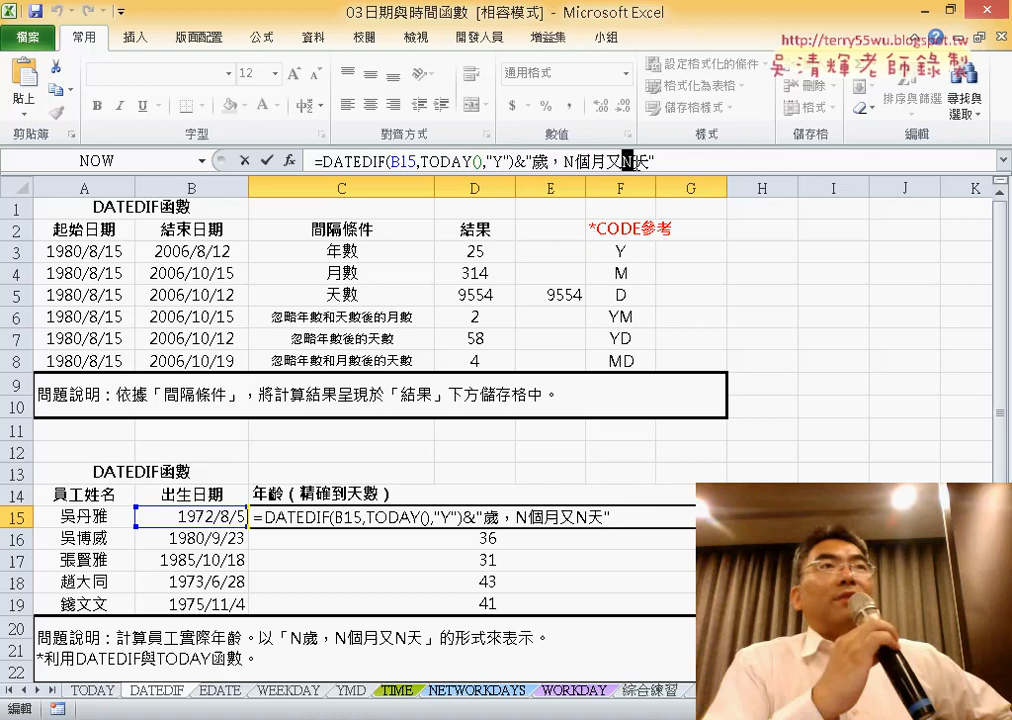 03日期與時間函數 [相容模式] - Microsoft Excel
檔案 常用 插入 版面配置 公式 資料 校閱 檢視 開發人員 增益集 小組
http://terry55wu.blogspot.tw
吳清輝老師錄製
貼上 12 通用格式 設定格式化的條件 格式化為表格 儲存格樣式 刪除 格式 排序與篩選 尋找與選取
剪貼簿 字型 對齊方式 數值 樣式 儲存格 編輯
NOW =DATEDIF(B15,TODAY(),"Y")&"歲，N個月又N天"
A B C D E F G H I J K
1 DATEDIF函數
2 起始日期 結束日期 間隔條件 結果 *CODE參考
3 1980/8/15 2006/8/12 年數 25 Y
4 1980/8/15 2006/10/15 月數 314 M
5 1980/8/15 2006/10/12 天數 9554 9554 D
6 1980/8/15 2006/10/15 忽略年數和天數後的月數 2 YM
7 1980/8/15 2006/10/12 忽略年數後的天數 58 YD
8 1980/8/15 2006/10/19 忽略年數和月數後的天數 4 MD
9 問題說明：依據「間隔條件」，將計算結果呈現於「結果」下方儲存格中。
10
11
12
13 DATEDIF函數
14 員工姓名 出生日期 年齡（精確到天數）
15 吳丹雅 1972/8/5 =DATEDIF(B15,TODAY(),"Y")&"歲，N個月又N天"
16 吳博威 1980/9/23 36
17 張賢雅 1985/10/18 31
18 趙大同 1973/6/28 43
19 錢文文 1975/11/4 41
20 問題說明：計算員工實際年齡。以「N歲，N個月又N天」的形式來表示。
21 *利用DATEDIF與TODAY函數。
22
TODAY DATEDIF EDATE WEEKDAY YMD TIME NETWORKDAYS WORKDAY 綜合練習
編輯